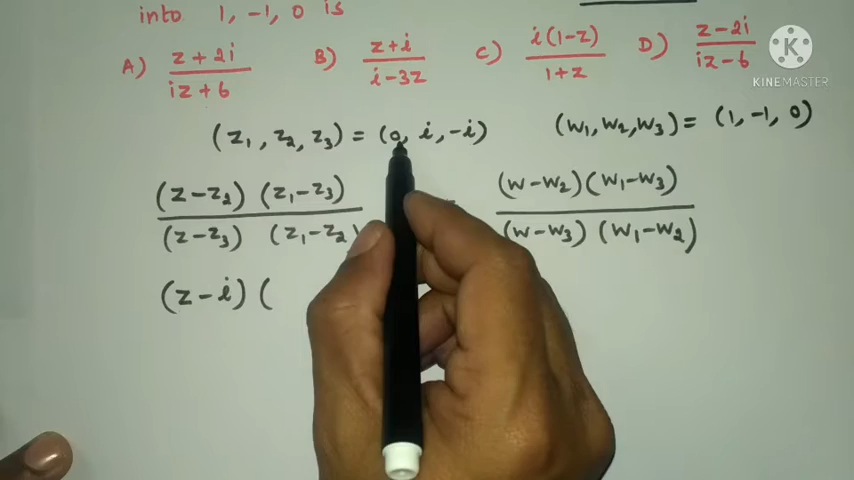 into 1, -1, 0 is
A) z+2i / iz+6 B) z+i / i-3z C) i(1-z) / 1+z D) z-2i / iz-6
K
KINEMASTER
(z₁, z₂, z₃) = (0, i, -i) (w₁, w₂, w₃) = (1, -1, 0)
(z-z₂) (z₁-z₃) / (z-z₃) (z₁-z₂) = (w-w₂)(w₁-w₃) / (w-w₃) (w₁-w₂)
(z-i) (